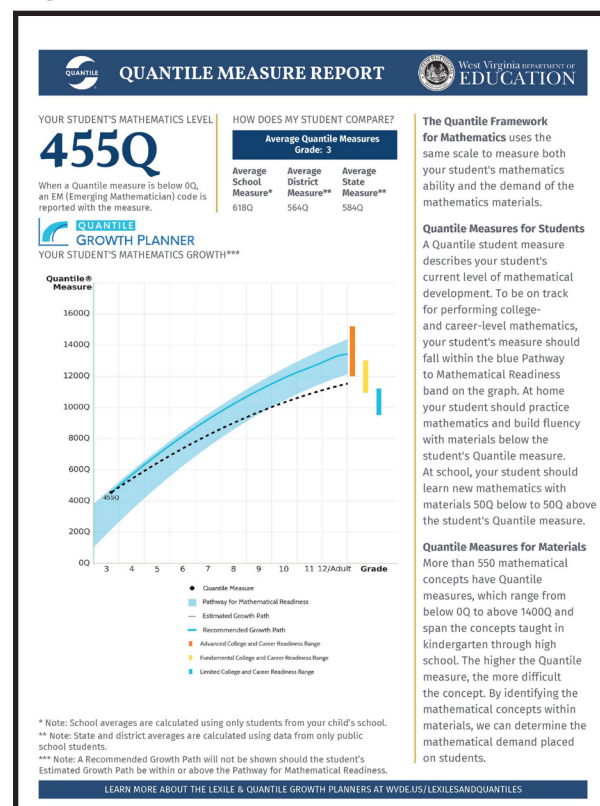 QUANTILE
QUANTILE MEASURE REPORT
West Virginia DEPARTMENT OF
EDUCATION
YOUR STUDENT'S MATHEMATICS LEVEL
455Q
When a Quantile measure is below 0Q,
an EM (Emerging Mathematician) code is
reported with the measure.
HOW DOES MY STUDENT COMPARE?
Average Quantile Measures
Grade: 3
Average School Measure*
Average District Measure**
Average State Measure**
618Q 564Q 584Q
QUANTILE
GROWTH PLANNER
YOUR STUDENT'S MATHEMATICS GROWTH***
Quantile®
Measure
1600Q
1400Q
1200Q
1000Q
800Q
600Q
400Q
200Q
0Q
455Q
3 4 5 6 7 8 9 10 11 12/Adult Grade
Quantile Measure
Pathway for Mathematical Readiness
Estimated Growth Path
Recommended Growth Path
Advanced College and Career Readiness Range
Fundamental College and Career Readiness Range
Limited College and Career Readiness Range
* Note: School averages are calculated using only students from your child's school.
** Note: State and district averages are calculated using data from only public
school students.
*** Note: A Recommended Growth Path will not be shown should the student's
Estimated Growth Path be within or above the Pathway for Mathematical Readiness.
The Quantile Framework
for Mathematics uses the
same scale to measure both
your student's mathematics
ability and the demand of the
mathematics materials.
Quantile Measures for Students
A Quantile student measure
describes your student's
current level of mathematical
development. To be on track
for performing college-
and career-level mathematics,
your student's measure should
fall within the blue Pathway
to Mathematical Readiness
band on the graph. At home
your student should practice
mathematics and build fluency
with materials below the
student's Quantile measure.
At school, your student should
learn new mathematics with
materials 50Q below to 50Q above
the student's Quantile measure.
Quantile Measures for Materials
More than 550 mathematical
concepts have Quantile
measures, which range from
below 0Q to above 1400Q and
span the concepts taught in
kindergarten through high
school. The higher the Quantile
measure, the more difficult
the concept. By identifying the
mathematical concepts within
materials, we can determine the
mathematical demand placed
on students.
LEARN MORE ABOUT THE LEXILE & QUANTILE GROWTH PLANNERS AT WVDE.US/LEXILESANDQUANTILES